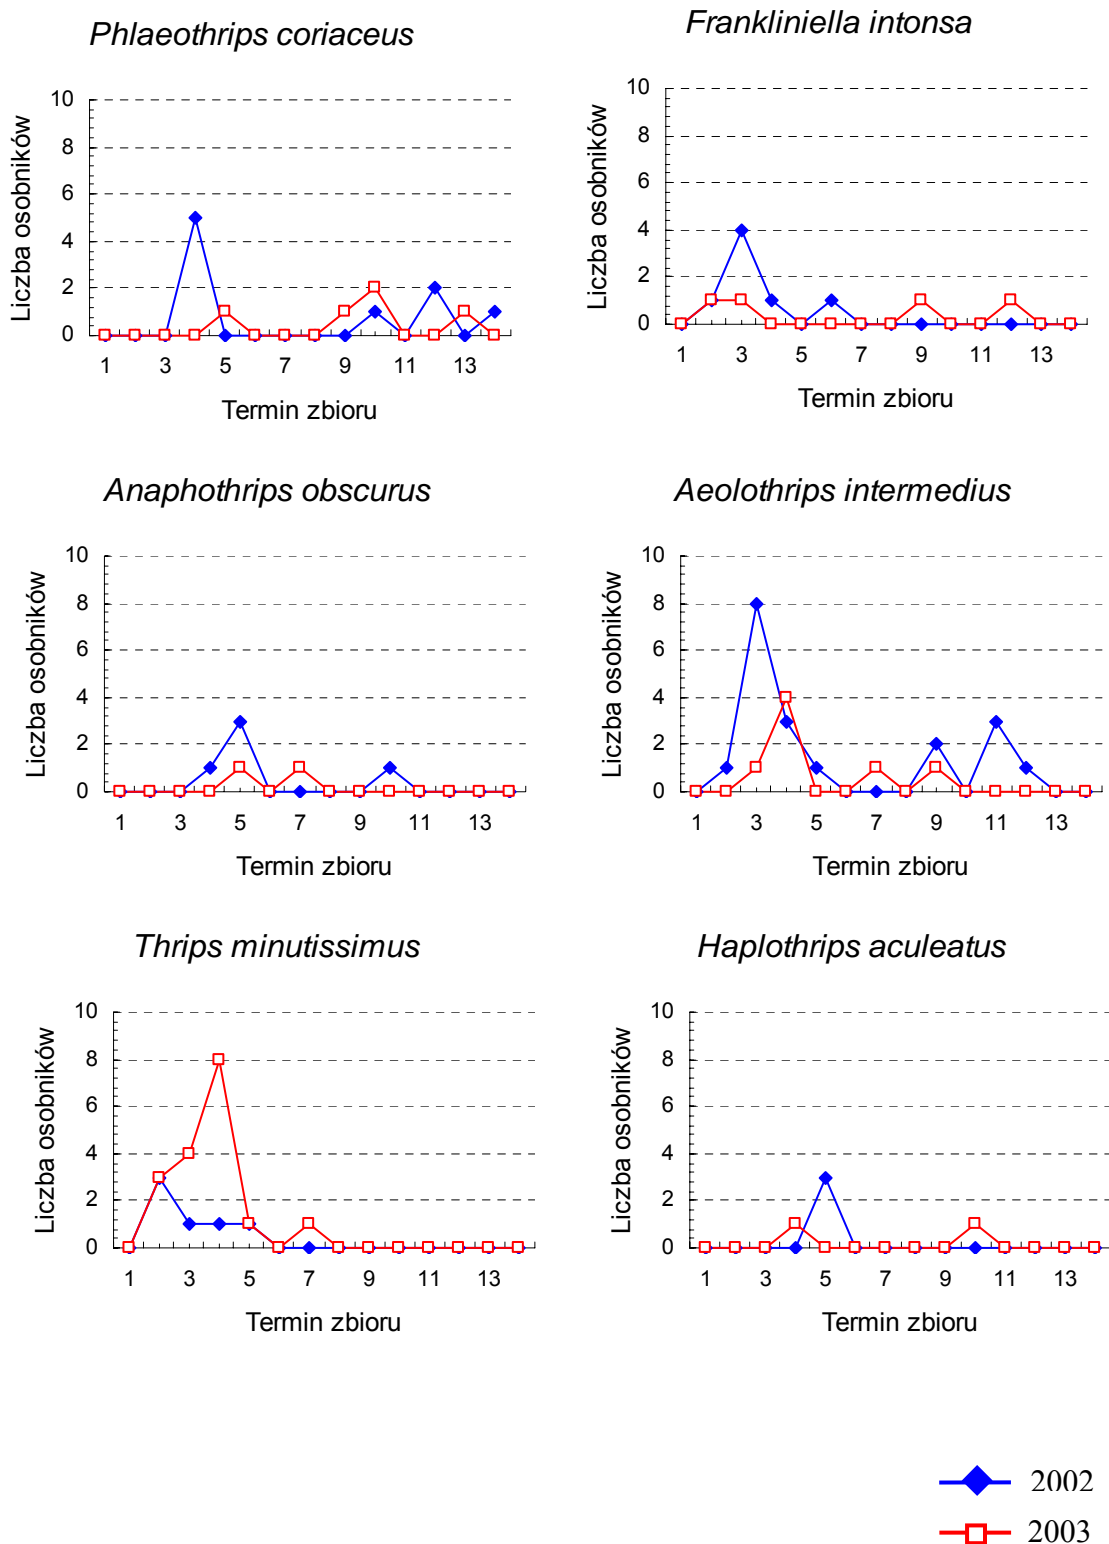 Phlaeothrips coriaceus
Liczba osobników
10
8
6
4
2
0
1 3 5 7 9 11 13
Termin zbioru
Frankliniella intonsa
Liczba osobników
10
8
6
4
2
0
1 3 5 7 9 11 13
Termin zbioru
Anaphothrips obscurus
Liczba osobników
10
8
6
4
2
0
1 3 5 7 9 11 13
Termin zbioru
Aeolothrips intermedius
Liczba osobników
10
8
6
4
2
0
1 3 5 7 9 11 13
Termin zbioru
Thrips minutissimus
Liczba osobników
10
8
6
4
2
0
1 3 5 7 9 11 13
Termin zbioru
Haplothrips aculeatus
Liczba osobników
10
8
6
4
2
0
1 3 5 7 9 11 13
Termin zbioru
2002
2003